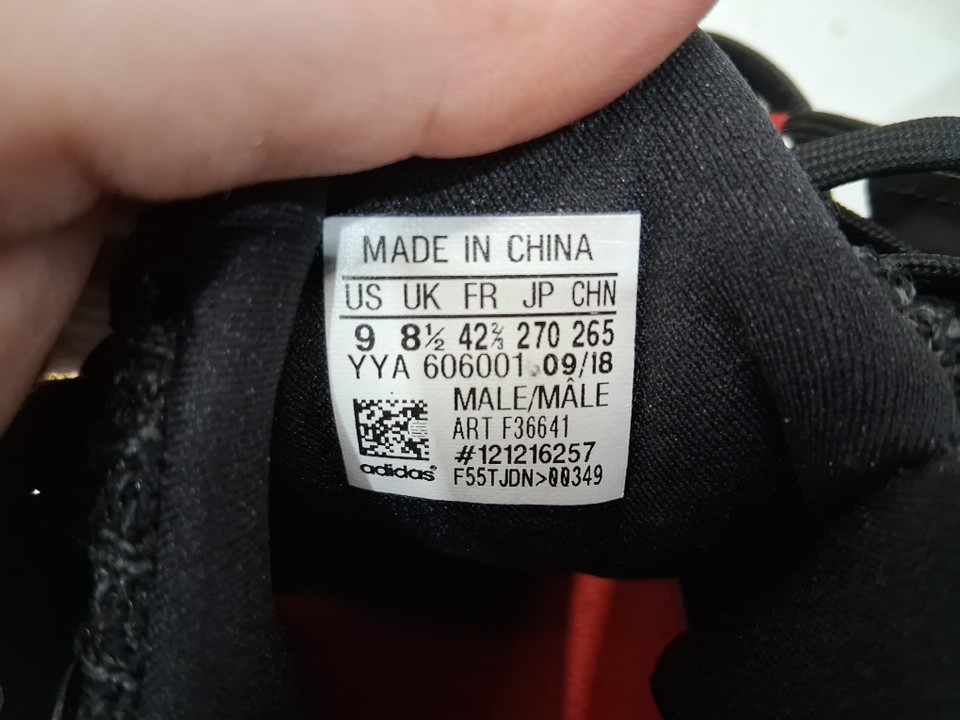 MADE IN CHINA
US UK FR JP CHN
9 8½ 42⅔ 270 265
YYA 606001 09/18
MALE/MÂLE
ART F36641
#121216257
adidas®
F55TJDN>00349